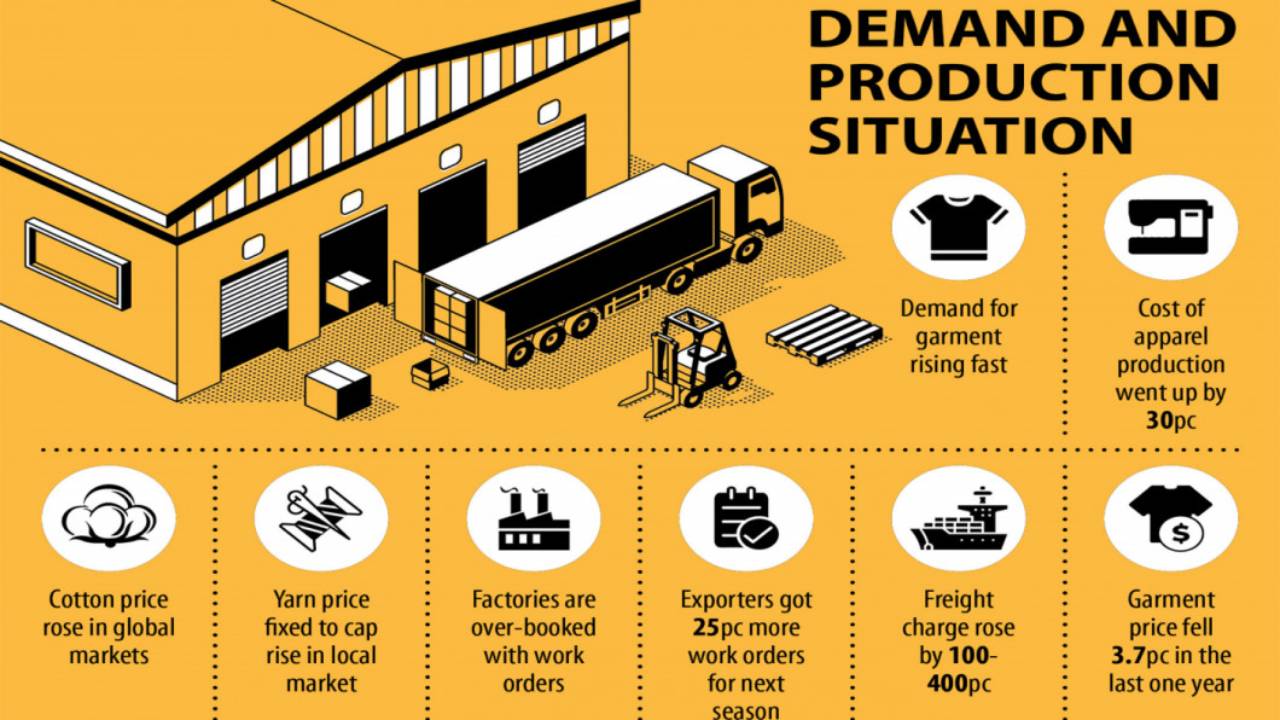 DEMAND AND
PRODUCTION
SITUATION
Demand for
garment
rising fast
Cost of
apparel
production
went up by
30pc
Cotton price
rose in global
markets
Yarn price
fixed to cap
rise in local
market
Factories are
over-booked
with work
orders
Exporters got
25pc more
work orders
for next
season
Freight
charge rose
by 100-
400pc
$
Garment
price fell
3.7pc in the
last one year